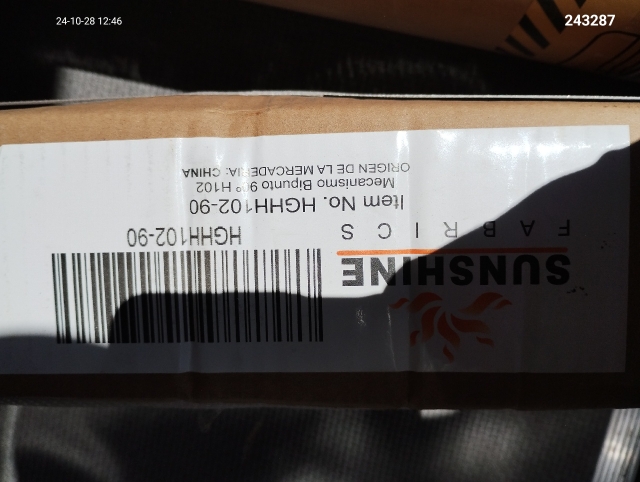 24-10-28 12:46
243287
SUNSHINE
FABRICS
HGHH102-90
Item No. HGHH102-90
Mecanismo Bipunto 90º H102
ORIGEN DE LA MERCADERIA: CHINA